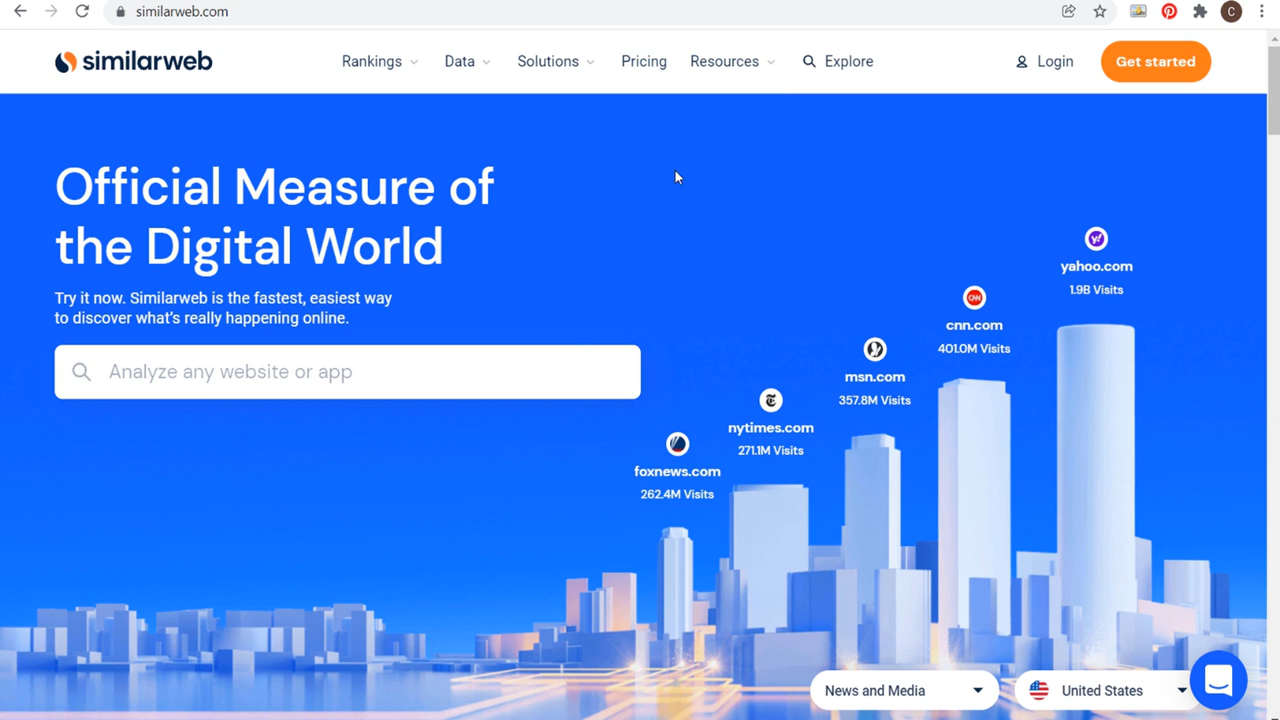 similarweb.com
C
similarweb
Rankings
Data
Solutions
Pricing
Resources
Explore
Login
Get started
Official Measure of
the Digital World
Try it now. Similarweb is the fastest, easiest way
to discover what's really happening online.
Analyze any website or app
y!
yahoo.com
1.9B Visits
CNN
cnn.com
401.0M Visits
msn.com
357.8M Visits
T
nytimes.com
271.1M Visits
foxnews.com
262.4M Visits
News and Media
United States